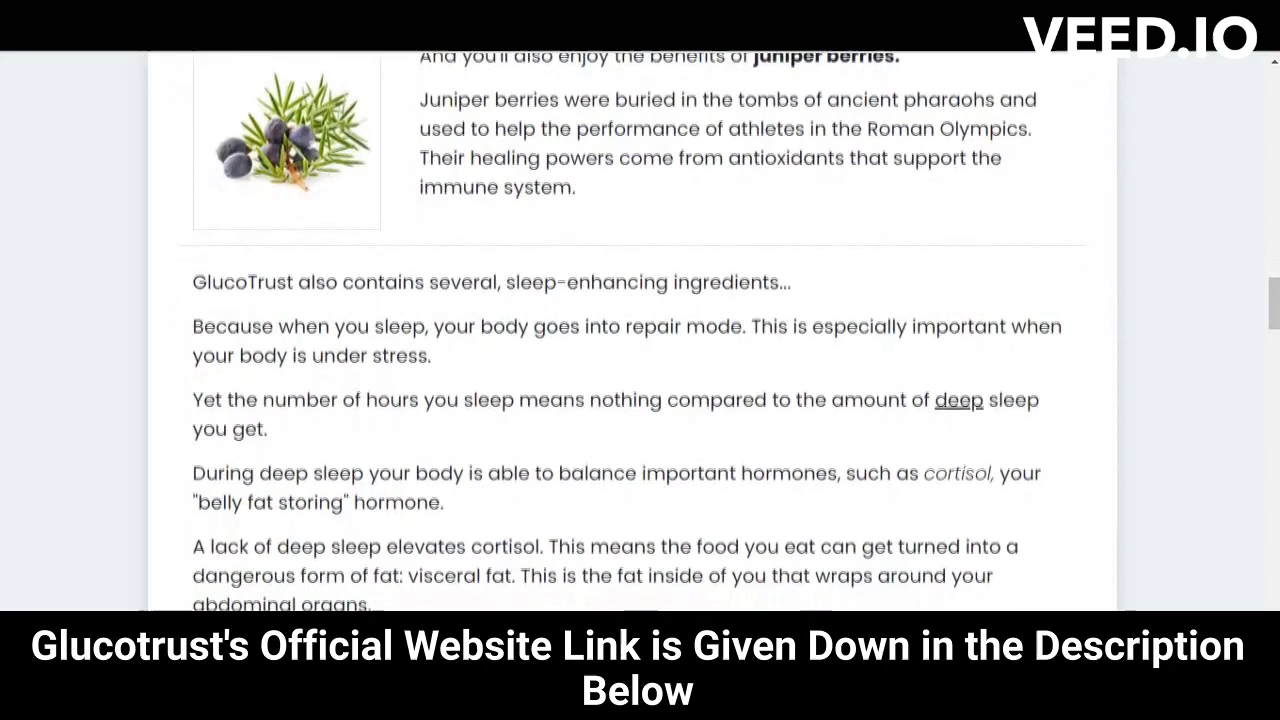 VEED.IO
And you'll also enjoy the benefits of juniper berries.
Juniper berries were buried in the tombs of ancient pharaohs and
used to help the performance of athletes in the Roman Olympics.
Their healing powers come from antioxidants that support the
immune system.
GlucoTrust also contains several, sleep-enhancing ingredients...
Because when you sleep, your body goes into repair mode. This is especially important when
your body is under stress.
Yet the number of hours you sleep means nothing compared to the amount of deep sleep
you get.
During deep sleep your body is able to balance important hormones, such as cortisol, your
"belly fat storing" hormone.
A lack of deep sleep elevates cortisol. This means the food you eat can get turned into a
dangerous form of fat: visceral fat. This is the fat inside of you that wraps around your
abdominal organs.
Glucotrust's Official Website Link is Given Down in the Description
Below